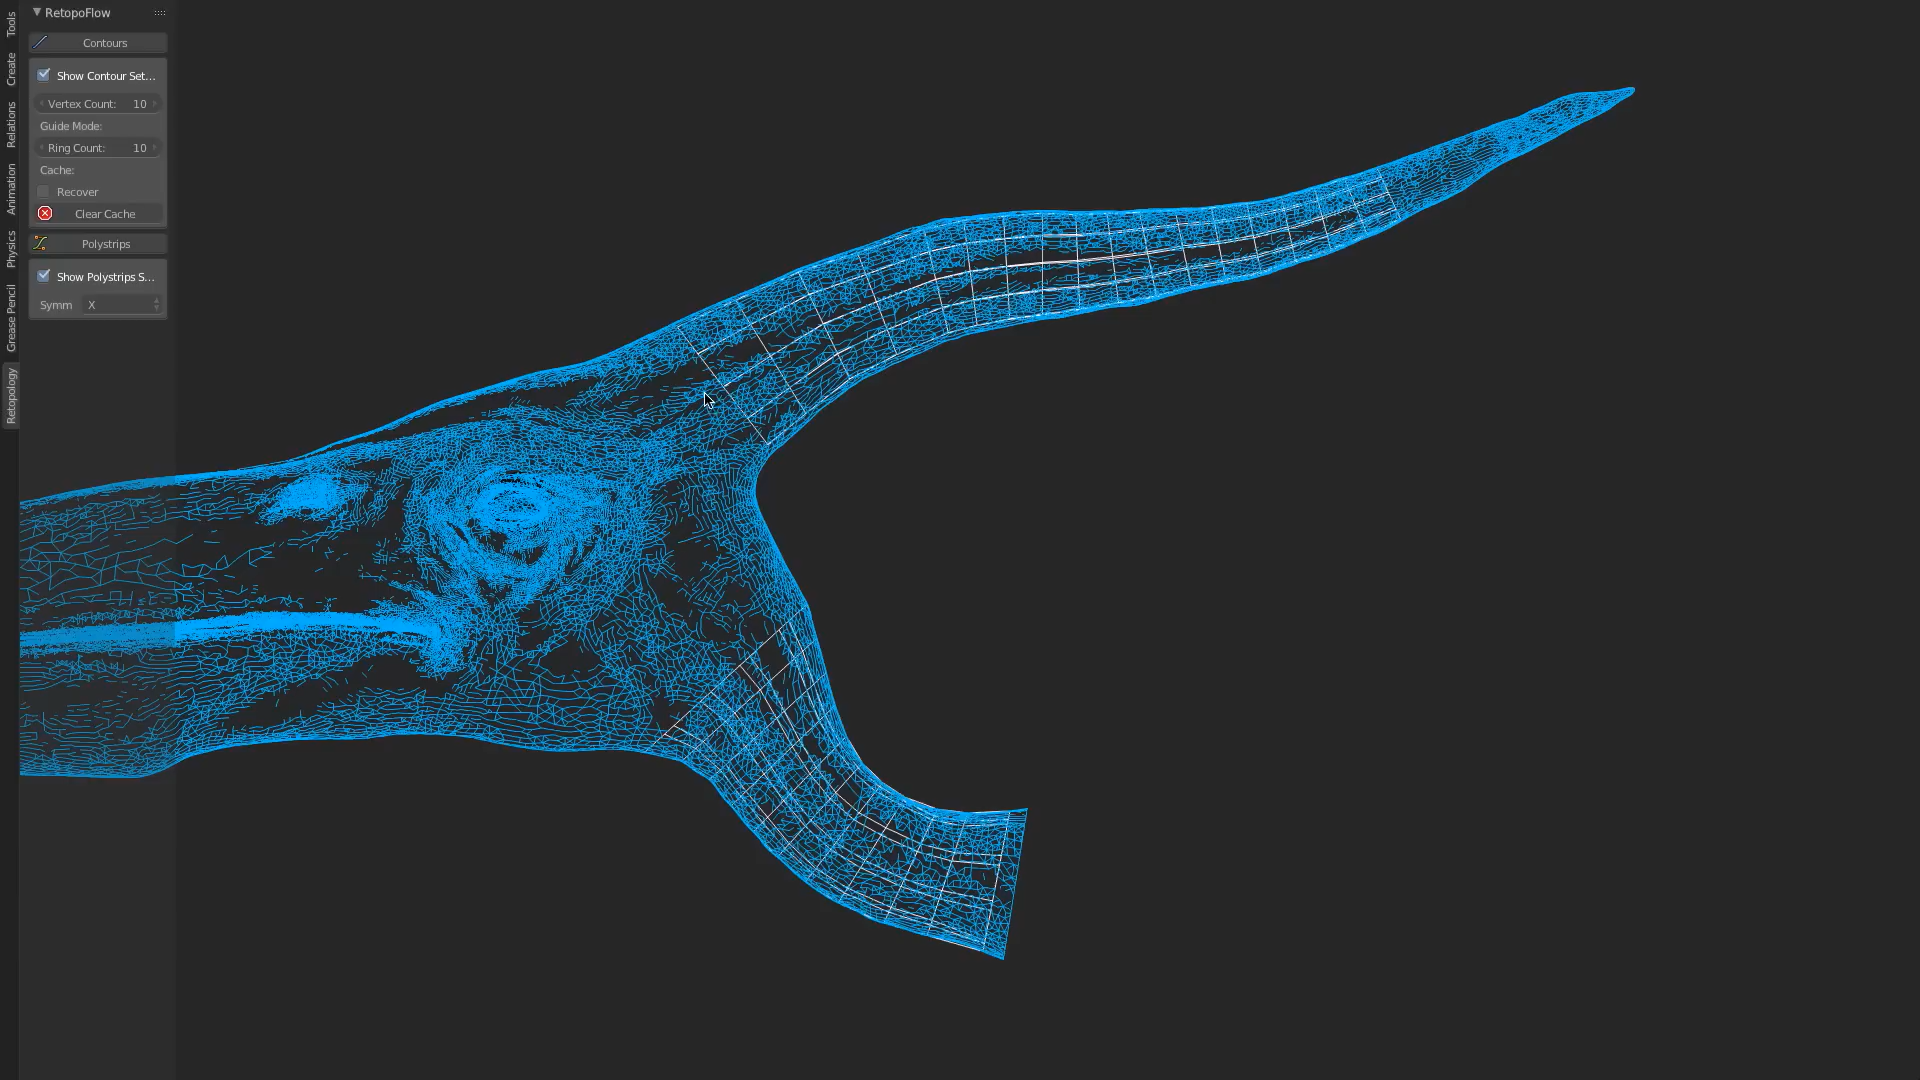 Tools
Create
Relations
Animation
Physics
Grease Pencil
Retopology
RetopoFlow
Contours
Show Contour Set...
Vertex Count: 10
Guide Mode:
Ring Count: 10
Cache:
Recover
Clear Cache
Polystrips
Show Polystrips S...
Symm X